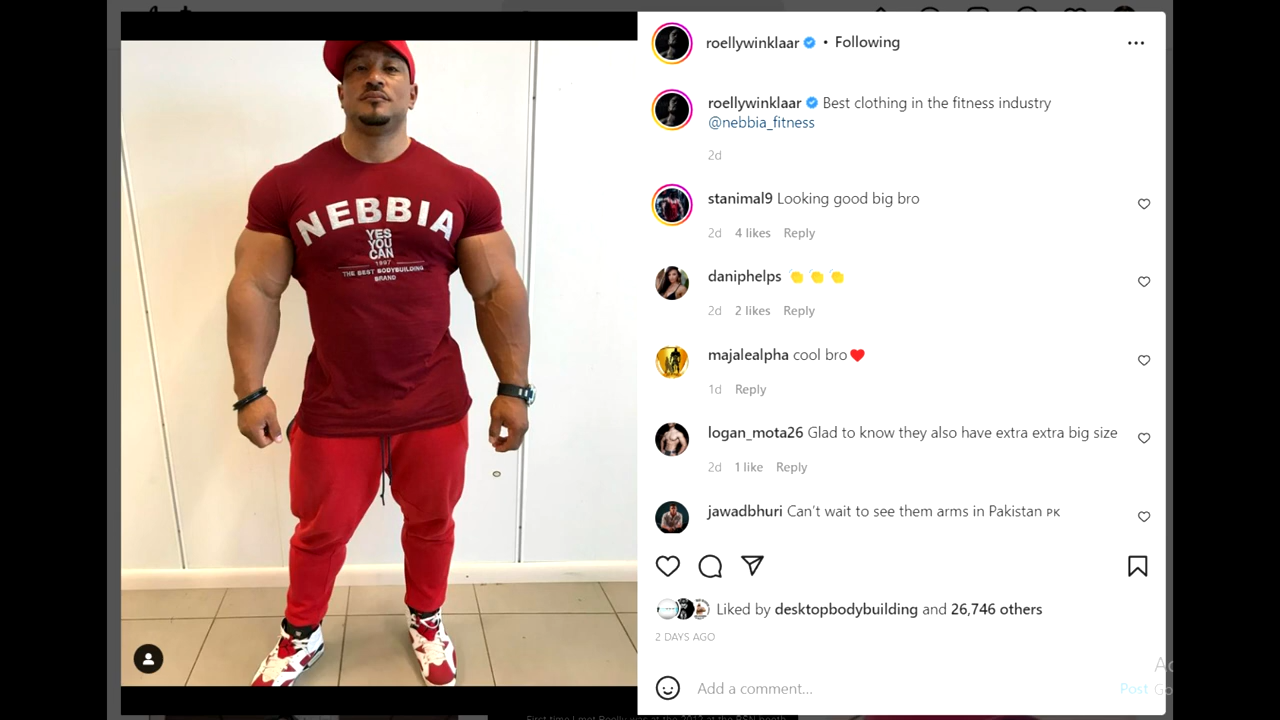 NEBBIA
YES
YOU
CAN
1997
THE BEST BODYBUILDING
BRAND
roellywinklaar • Following
roellywinklaar Best clothing in the fitness industry
@nebbia_fitness
2d
stanimal9 Looking good big bro
2d 4 likes Reply
daniphelps 👏👏👏
2d 2 likes Reply
majalealpha cool bro❤️
1d Reply
logan_mota26 Glad to know they also have extra extra big size
2d 1 like Reply
jawadbhuri Can’t wait to see them arms in Pakistan PK
Liked by desktopbodybuilding and 26,746 others
2 DAYS AGO
Add a comment...
Post